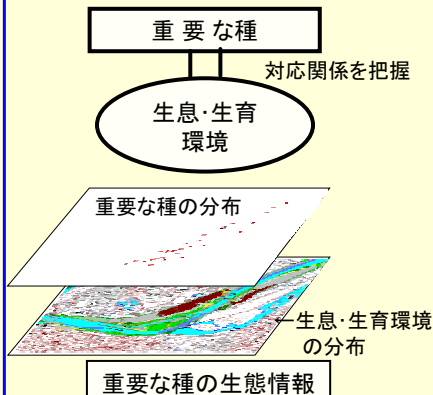 重 要 な種
対応関係を把握
生息･生育
環境
重要な種の分布
←生息･生育環境
の分布
重要な種の生態情報